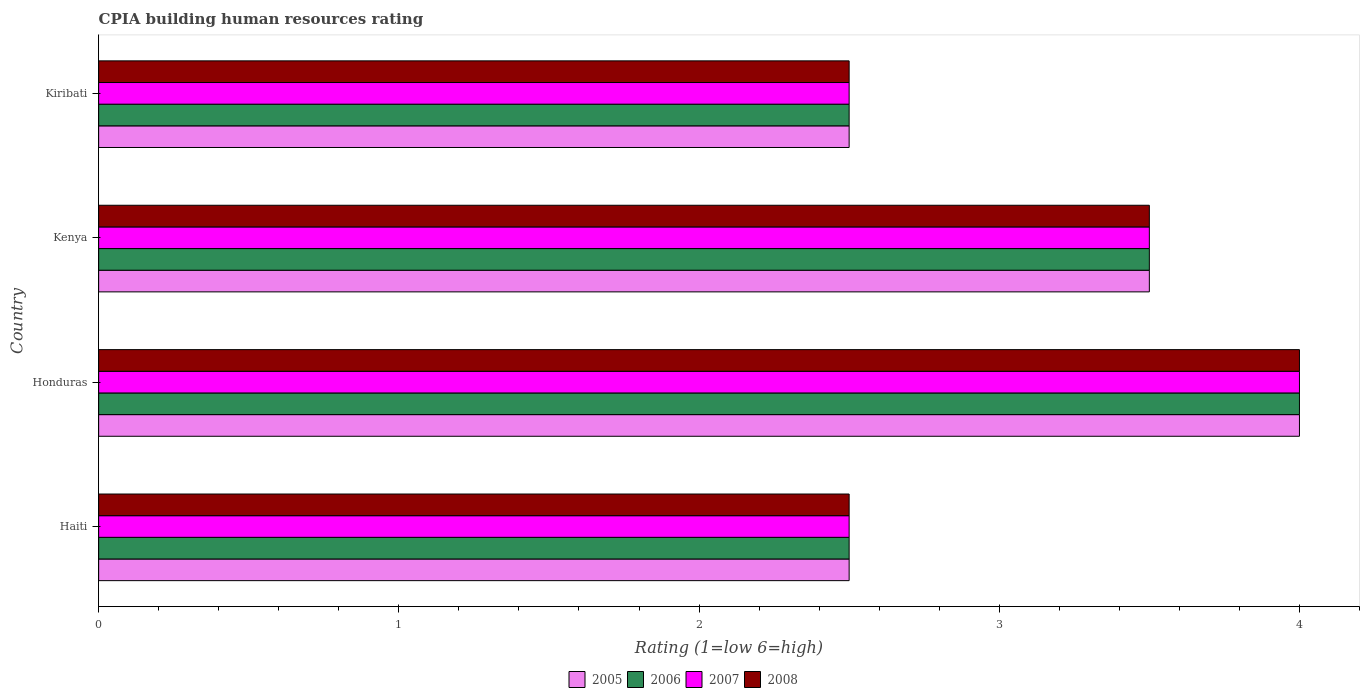 CPIA building human resources rating
Kiribati
Kenya
Honduras
Haiti
Country
0 1 2 3 4
Rating (1=low 6=high)
2005 2006 2007 2008